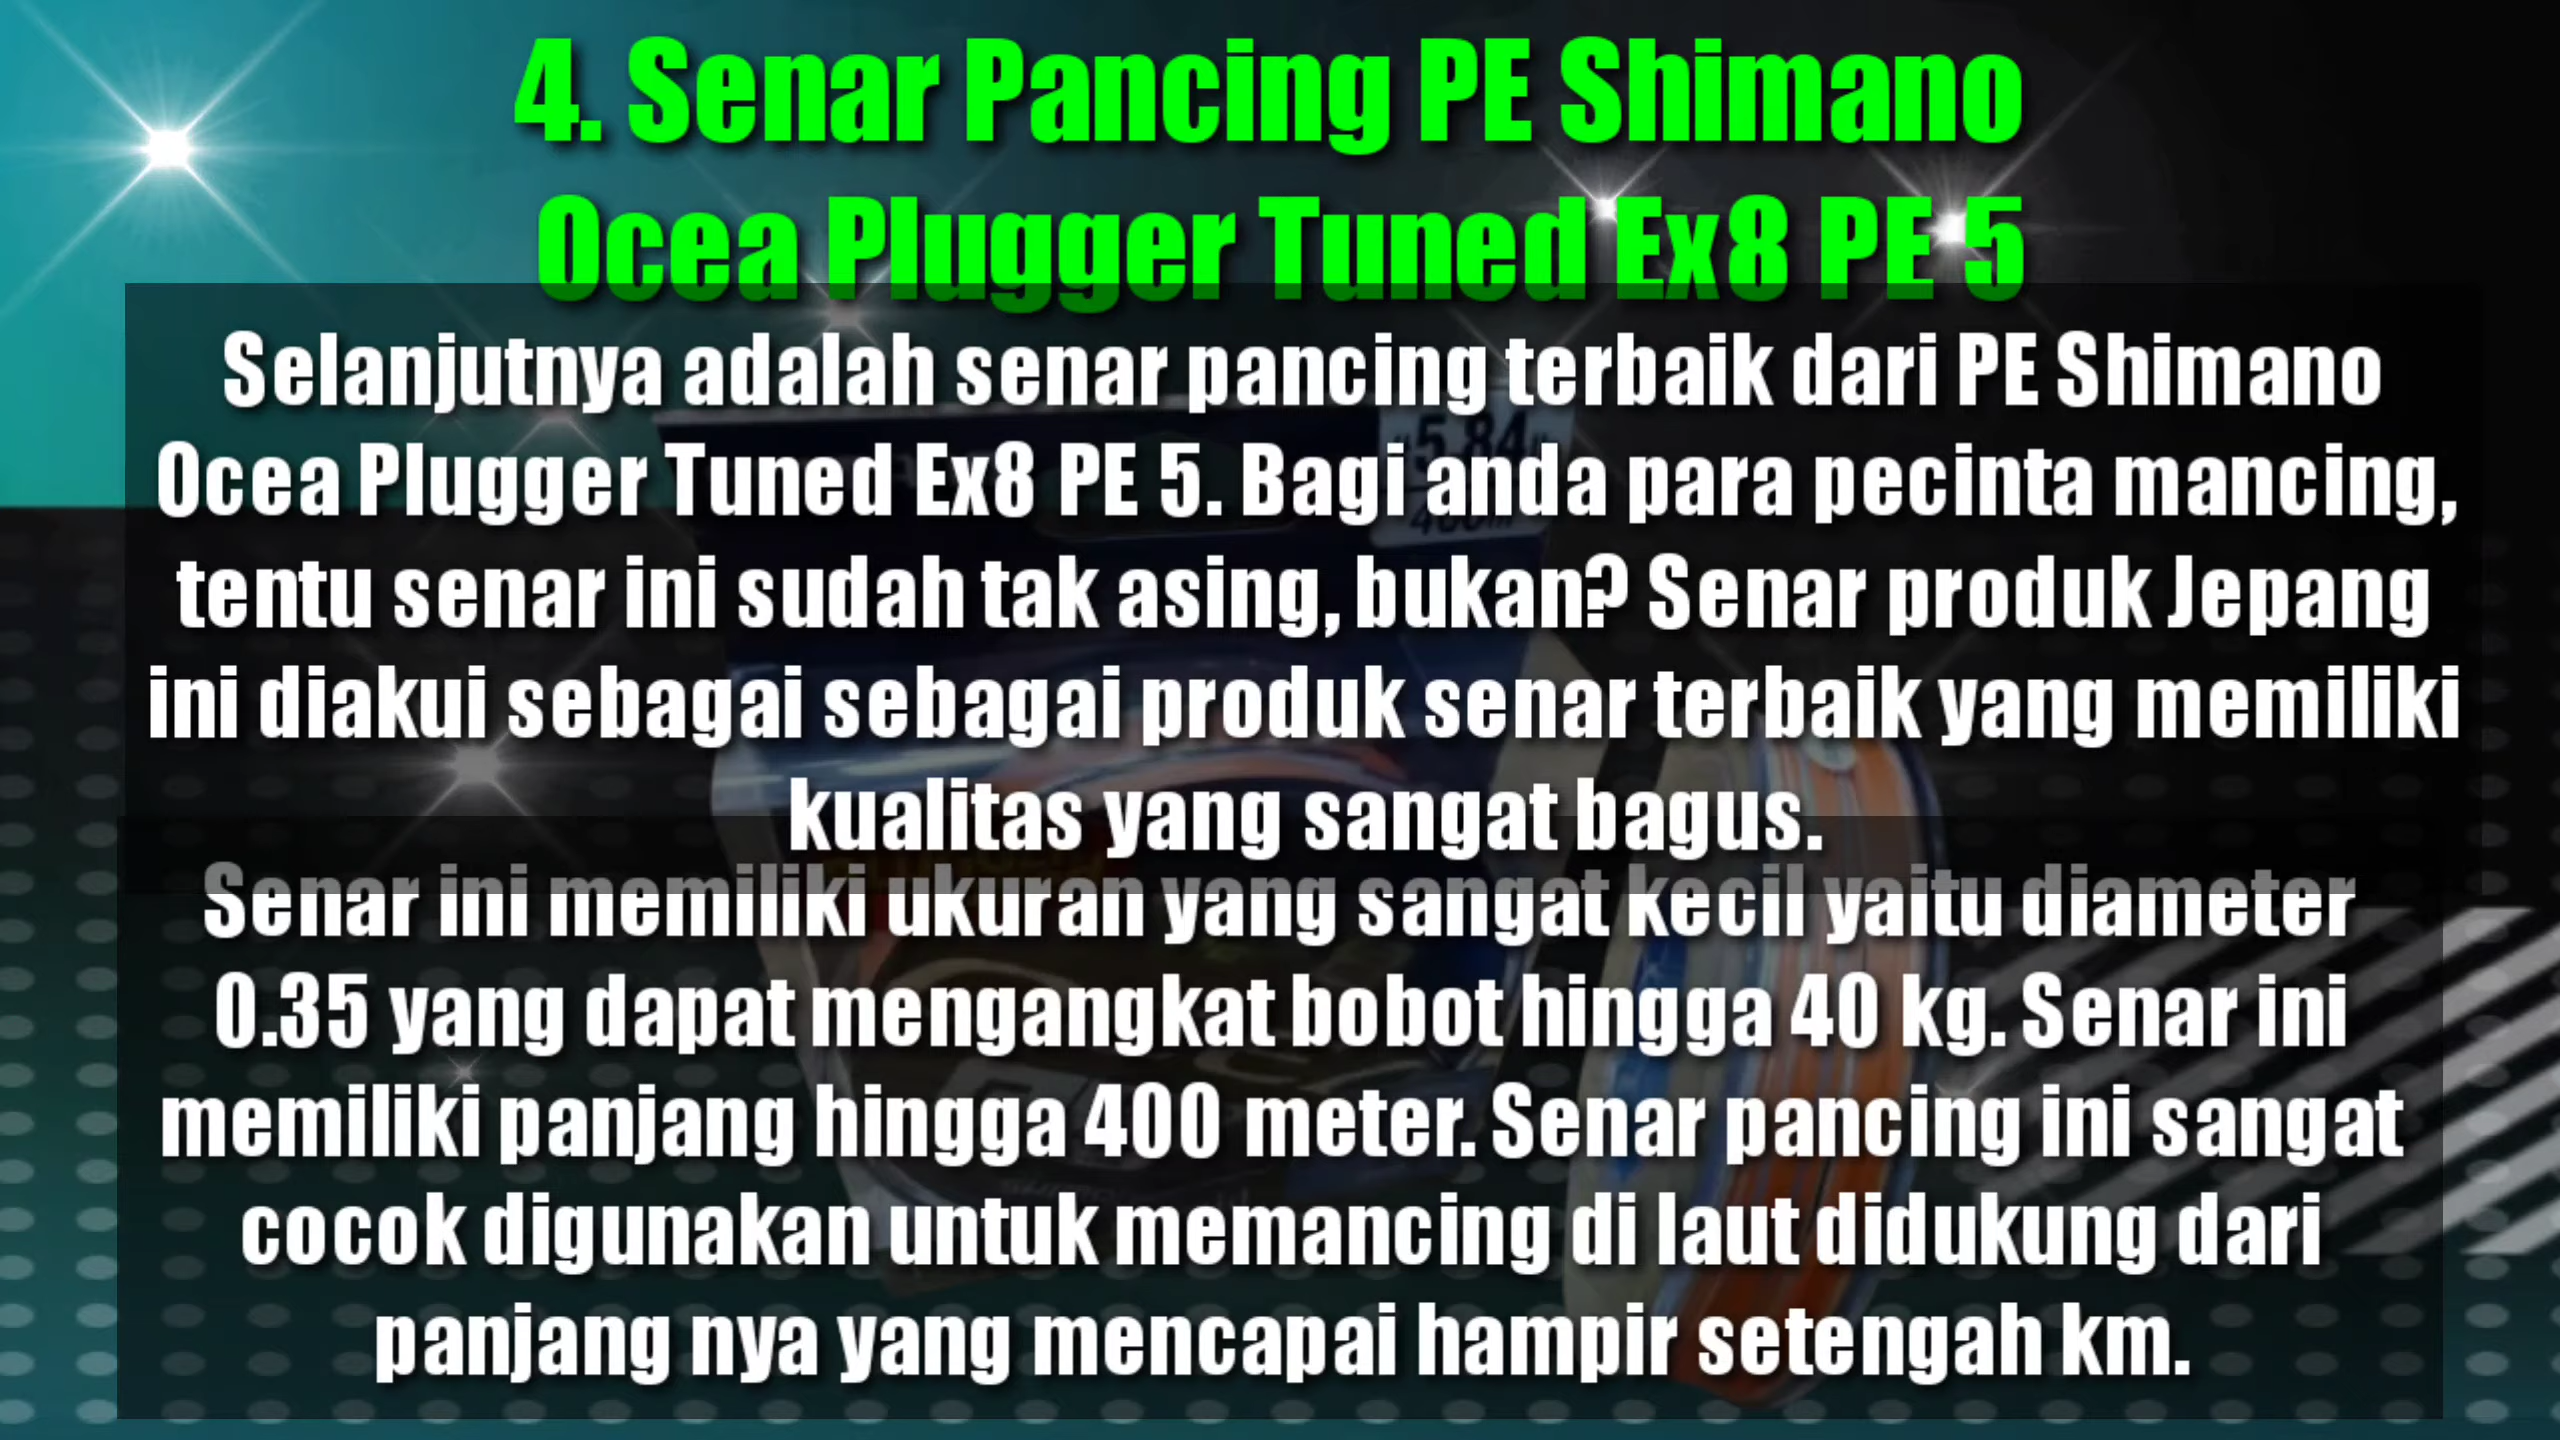 4. Senar Pancing PE Shimano
Ocea Plugger Tuned Ex8 PE 5
Selanjutnya adalah senar pancing terbaik dari PE Shimano
Ocea Plugger Tuned Ex8 PE 5. Bagi anda para pecinta mancing,
tentu senar ini sudah tak asing, bukan? Senar produk Jepang
ini diakui sebagai sebagai produk senar terbaik yang memiliki
kualitas yang sangat bagus.
Senar ini memiliki ukuran yang sangat kecil yaitu diameter
0.35 yang dapat mengangkat bobot hingga 40 kg. Senar ini
memiliki panjang hingga 400 meter. Senar pancing ini sangat
cocok digunakan untuk memancing di laut didukung dari
panjang nya yang mencapai hampir setengah km.